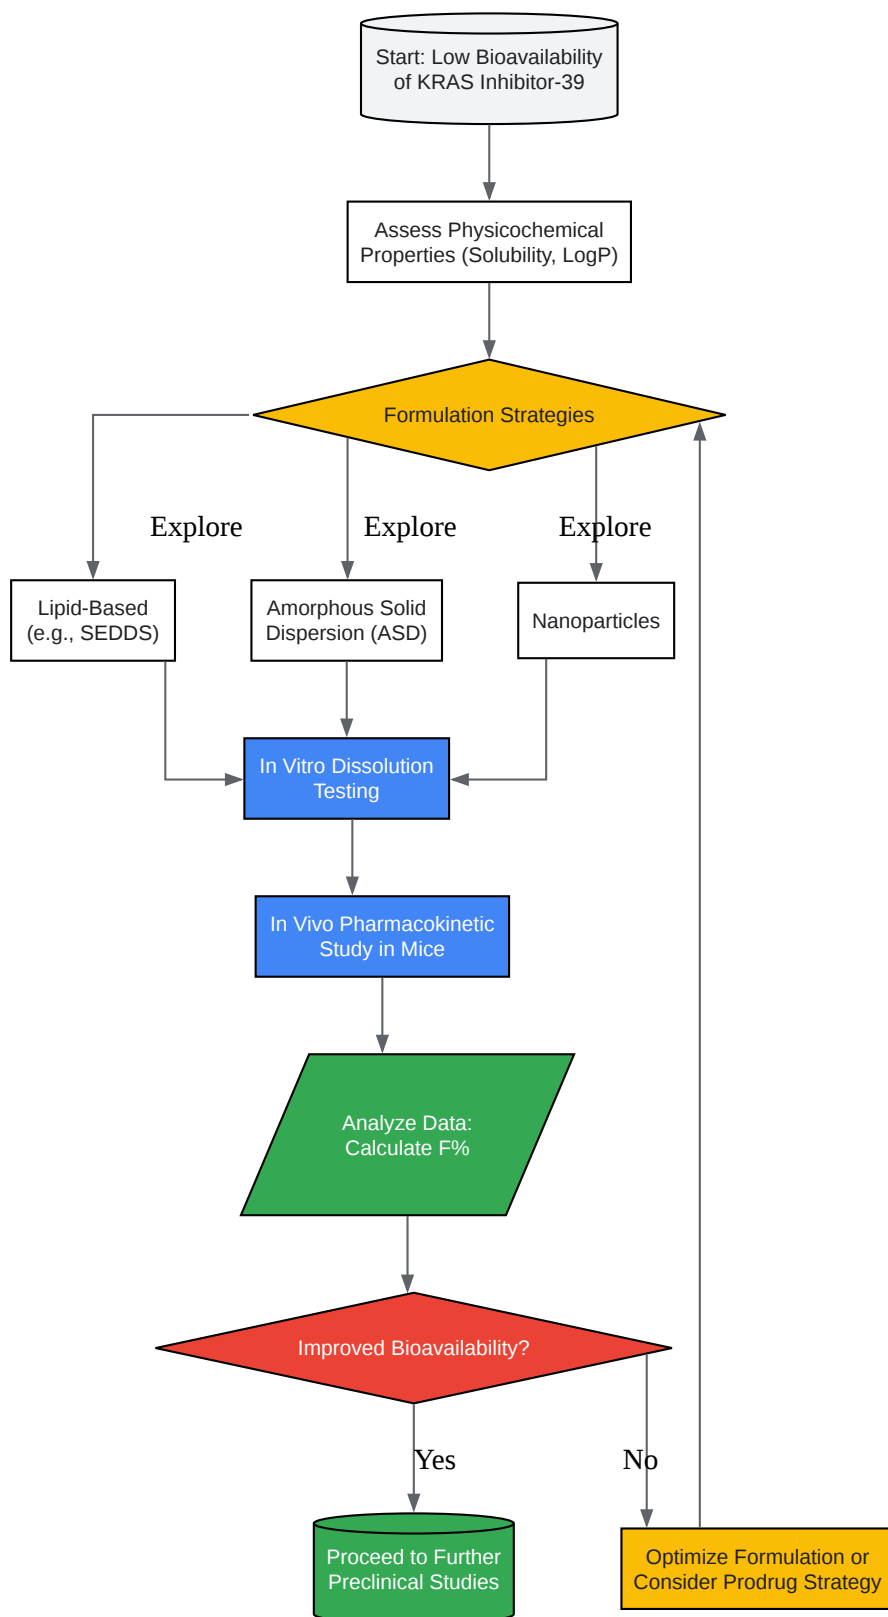 Start: Low Bioavailability
of KRAS Inhibitor-39
Assess Physicochemical
Properties (Solubility, LogP)
Formulation Strategies
Explore
Explore
Explore
Lipid-Based
(e.g., SEDDS)
Amorphous Solid
Dispersion (ASD)
Nanoparticles
In Vitro Dissolution
Testing
In Vivo Pharmacokinetic
Study in Mice
Analyze Data:
Calculate F%
Improved Bioavailability?
Yes
No
Proceed to Further
Preclinical Studies
Optimize Formulation or
Consider Prodrug Strategy